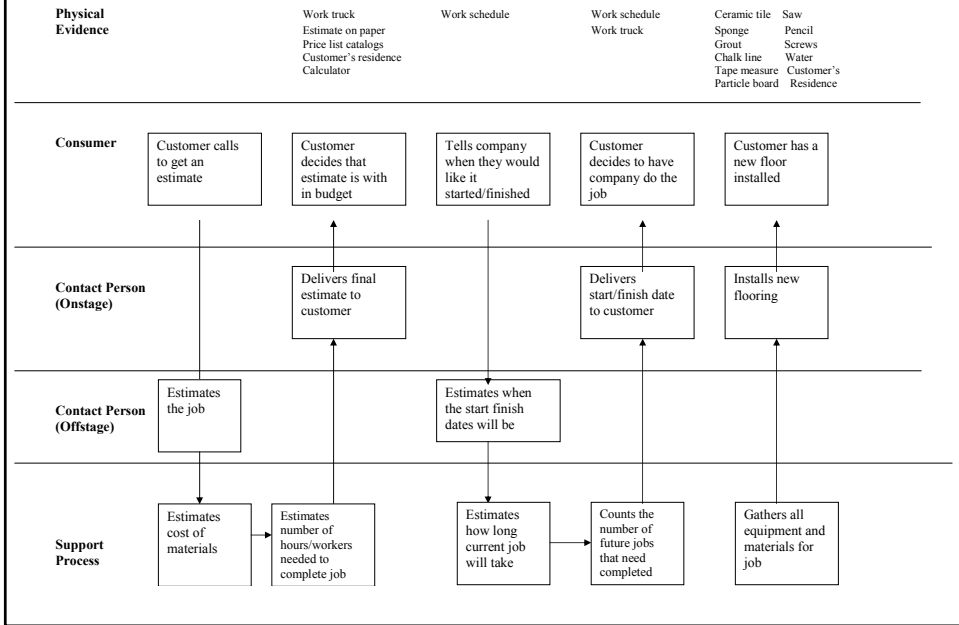 Physical
Evidence
Work truck
Estimate on paper
Price list catalogs
Customer's residence
Calculator
Work schedule
Work schedule
Work truck
Ceramic tile Saw
Sponge Pencil
Grout Screws
Chalk line Water
Tape measure Customer's
Particle board Residence
Consumer
Customer calls
to get an
estimate
Customer
decides that
estimate is with
in budget
Tells company
when they would
like it
started/finished
Customer
decides to have
company do the
job
Customer has a
new floor
installed
Contact Person
(Onstage)
Delivers final
estimate to
customer
Delivers
start/finish date
to customer
Installs new
flooring
Contact Person
(Offstage)
Estimates
the job
Estimates when
the start finish
dates will be
Support
Process
Estimates
cost of
materials
Estimates
number of
hours/workers
needed to
complete job
Estimates
how long
current job
will take
Counts the
number of
future jobs
that need
completed
Gathers all
equipment and
materials for
job